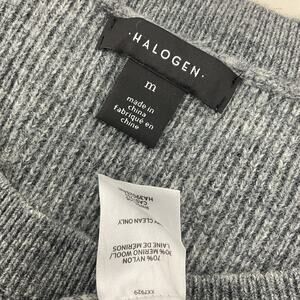 ·HALOGEN·
m
made in
china
fabriqué en
chine
CLEAN ONLY
70% NYLON
30% MERINO WOOL/
LAINE DE MERINOS